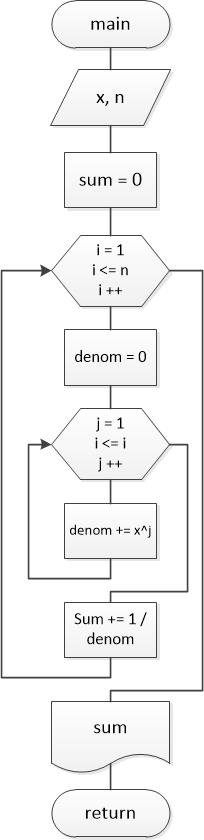 main
x, n
sum = 0
i = 1
i <= n
i ++
denom = 0
j = 1
i <= i
j ++
denom += x^j
Sum += 1 /
denom
sum
return